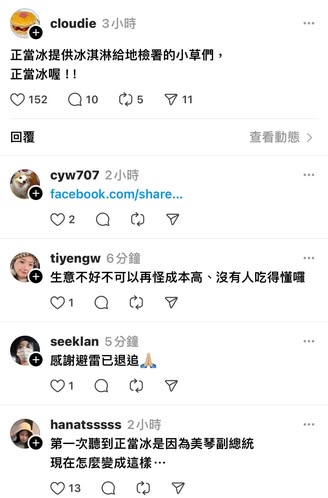 cloudie 3小時
正當冰提供冰淇淋給地檢署的小草們，
正當冰喔！！
152 10 5 11
回覆 查看動態
cyw707 2小時
facebook.com/share...
2
tiyengw 6分鐘
生意不好不可以再怪成本高、沒有人吃得懂囉
1
seeklan 5分鐘
感謝避雷已退追🙏🏼
1
hanatsssss 2小時
第一次聽到正當冰是因為美琴副總統
現在怎麼變成這樣⋯
13